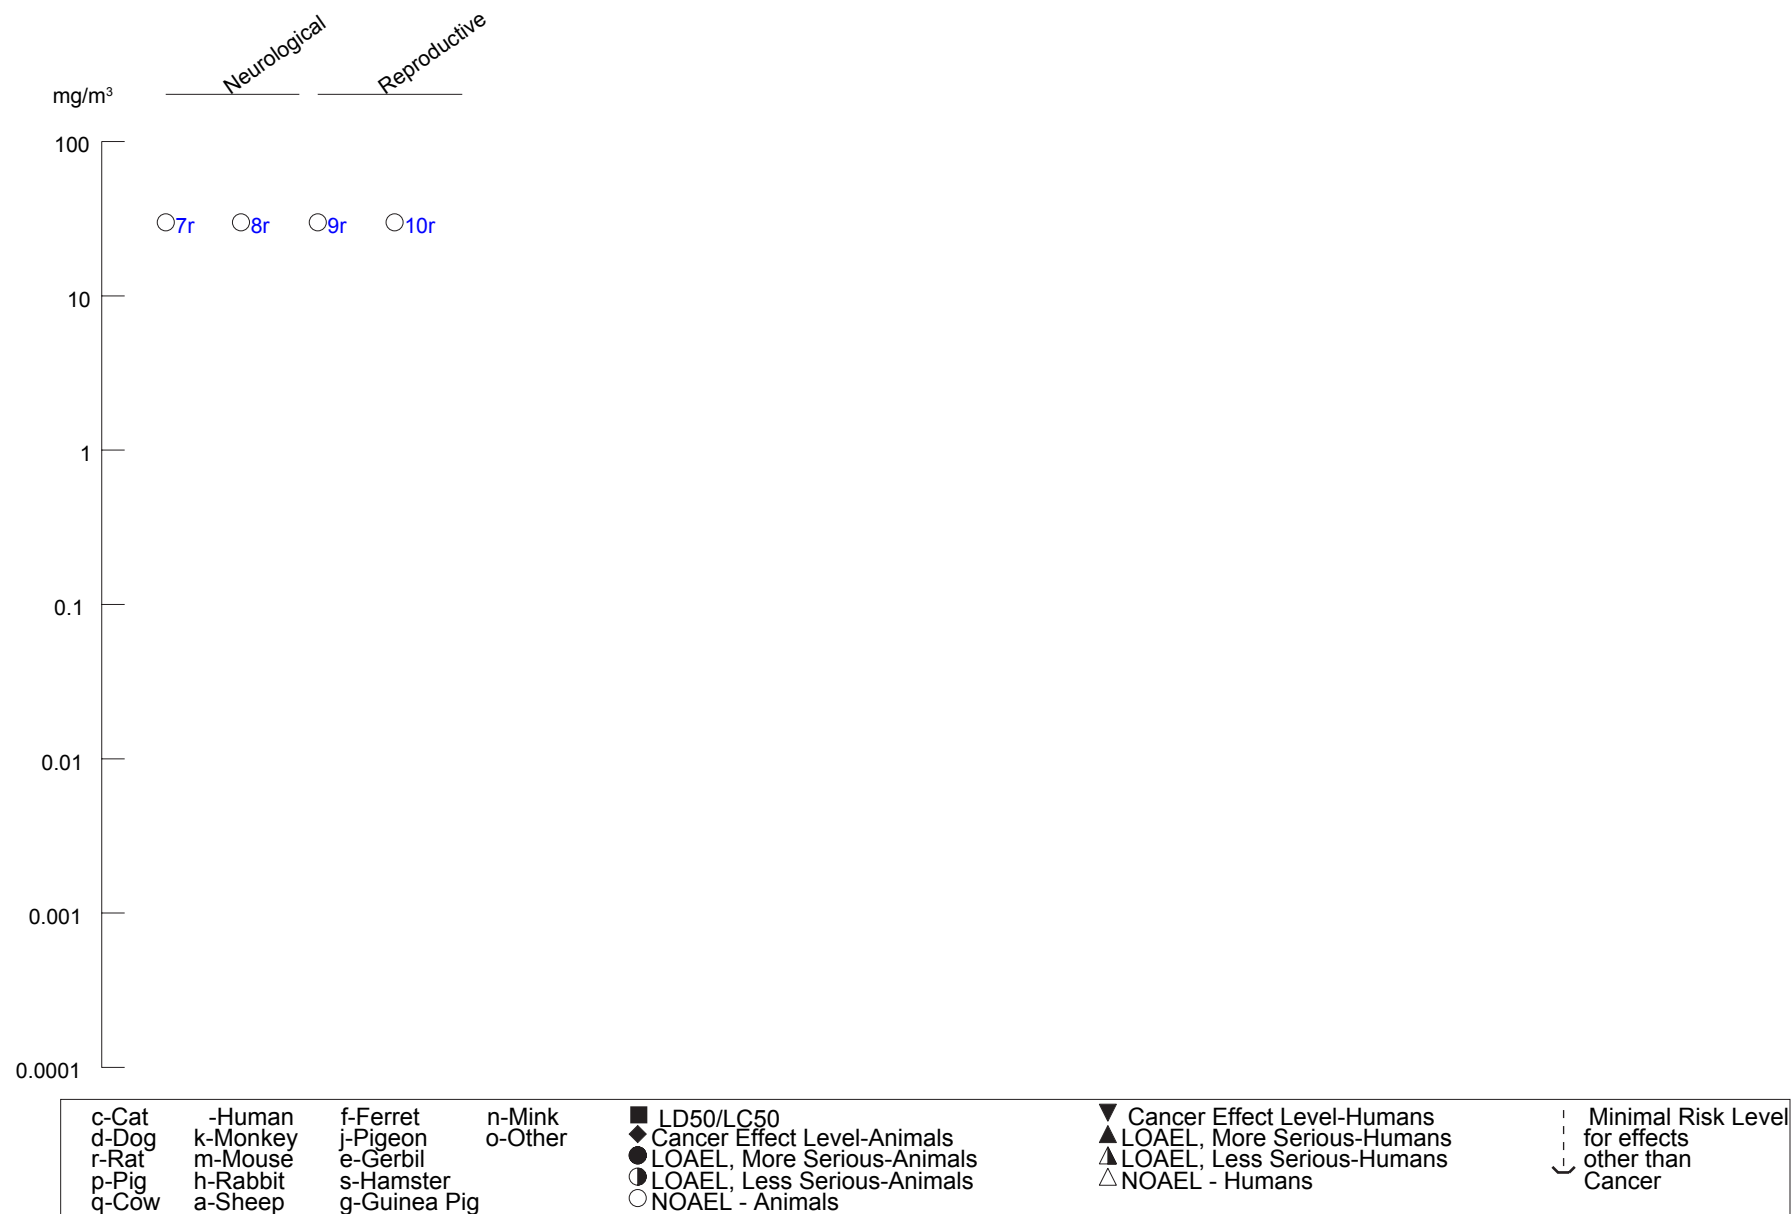 Neurological Reproductive
mg/m³
100
7r 8r 9r 10r
10
1
0.1
0.01
0.001
0.0001
c-Cat -Human f-Ferret n-Mink LD50/LC50 Cancer Effect Level-Humans Minimal Risk Level
d-Dog k-Monkey j-Pigeon o-Other Cancer Effect Level-Animals LOAEL, More Serious-Humans for effects
r-Rat m-Mouse e-Gerbil LOAEL, More Serious-Animals LOAEL, Less Serious-Humans other than
p-Pig h-Rabbit s-Hamster LOAEL, Less Serious-Animals NOAEL - Humans Cancer
q-Cow a-Sheep g-Guinea Pig NOAEL - Animals